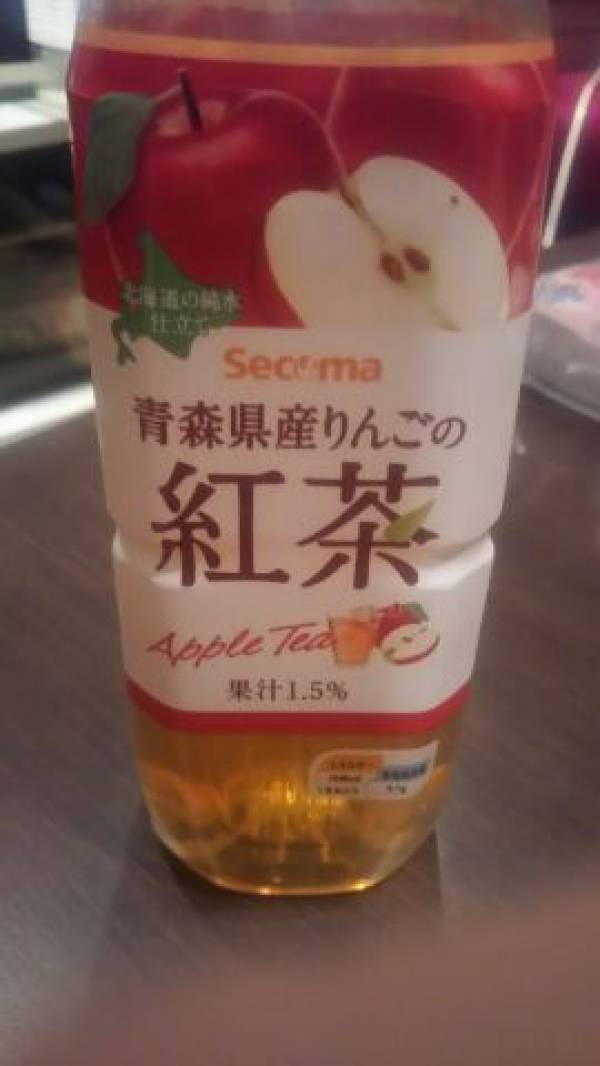 北海道の純水
仕立て
Secoma
青森県産りんごの
紅茶
Apple Tea
果汁1.5%